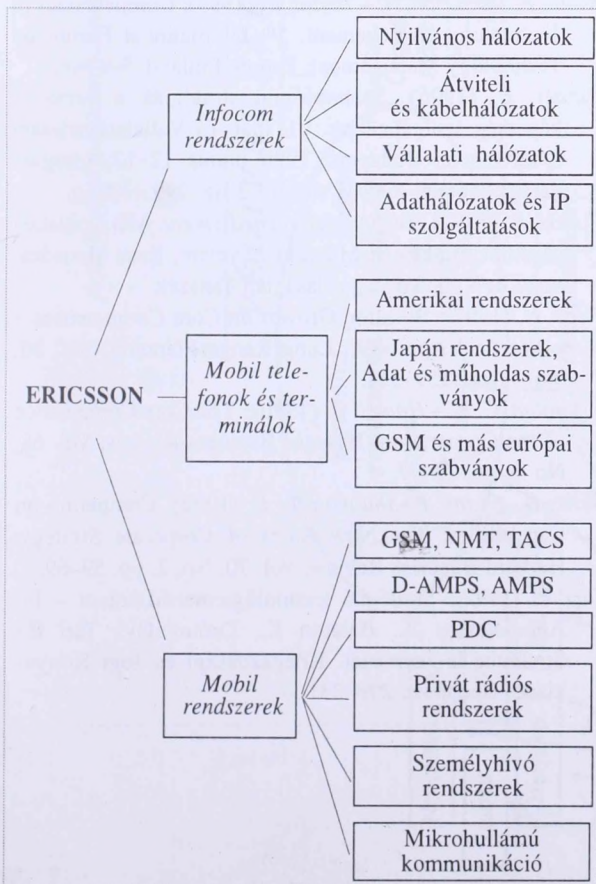 Nyilvános hálózatok
Átviteli
és kábelhálózatok
Infocom
rendszerek
Vállalati hálózatok
Adathálózatok és IP
szolgáltatások
Amerikai rendszerek
Japán rendszerek,
Adat és műholdas szab-
ványok
ERICSSON
Mobil tele-
fonok és ter-
minálok
GSM és más európai
szabványok
GSM, NMT, TACS
D-AMPS, AMPS
PDC
Mobil
rendszerek
Privát rádiós
rendszerek
Személyhívó
rendszerek
Mikrohullámú
kommunikáció